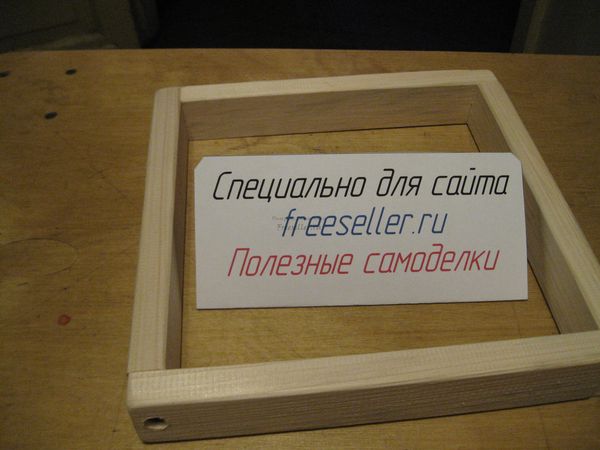 Специально для сайта
freeseller.ru
Полезные самоделки